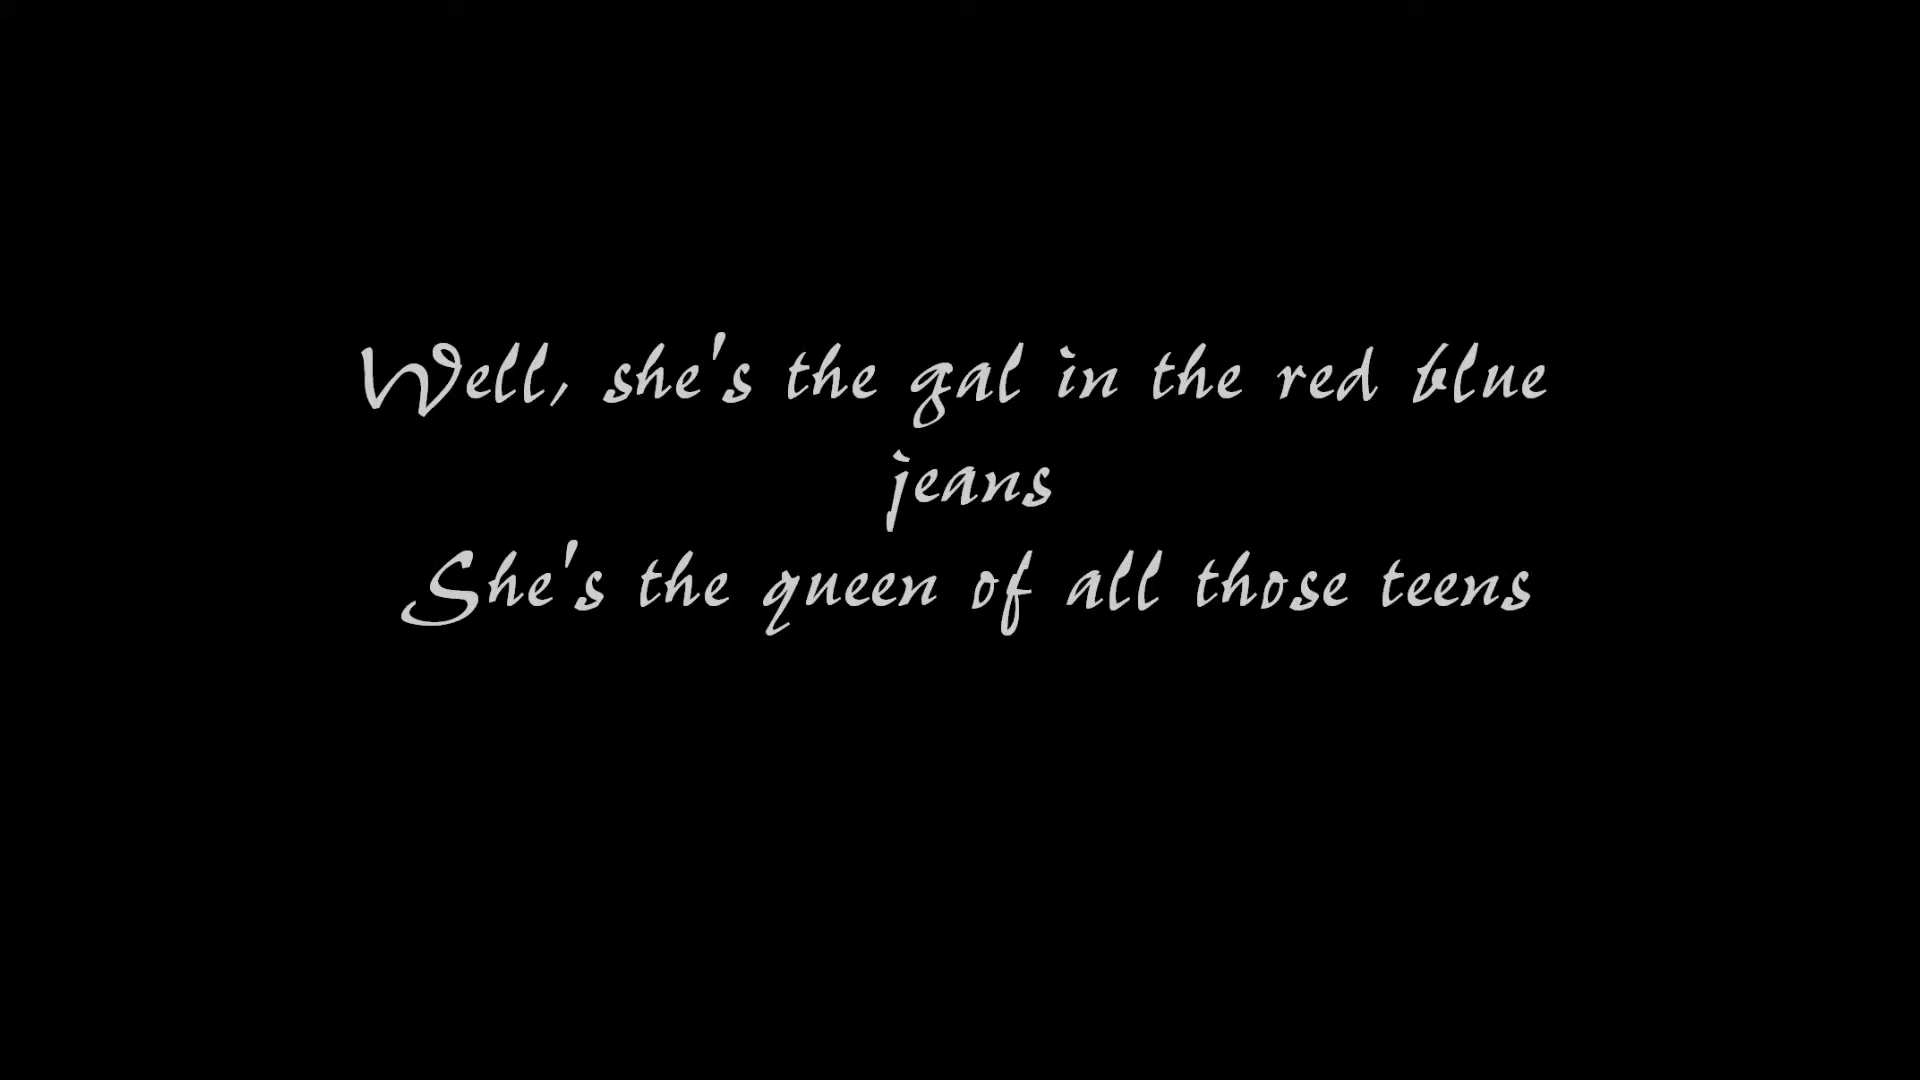 Well, she's the gal in the red blue
jeans
She's the queen of all those teens